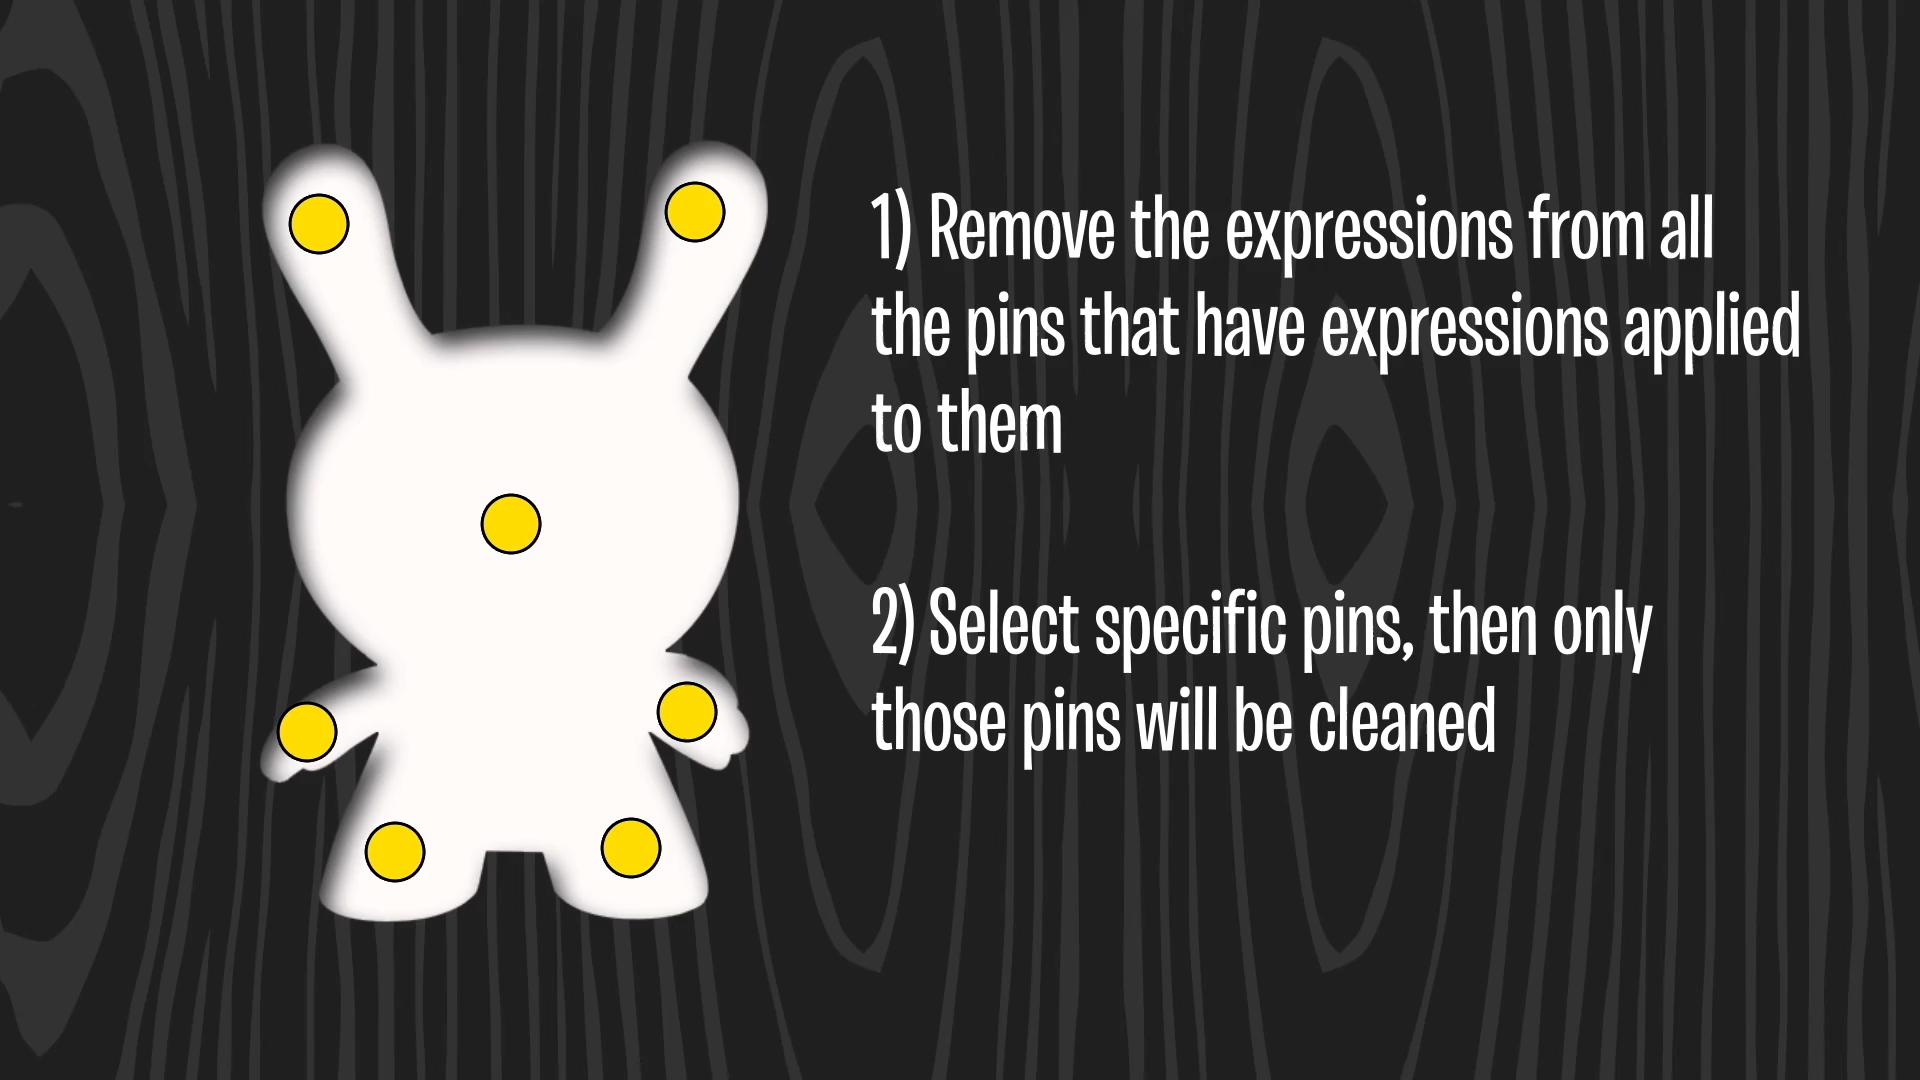 1) Remove the expressions from all
the pins that have expressions applied
to them
2) Select specific pins, then only
those pins will be cleaned